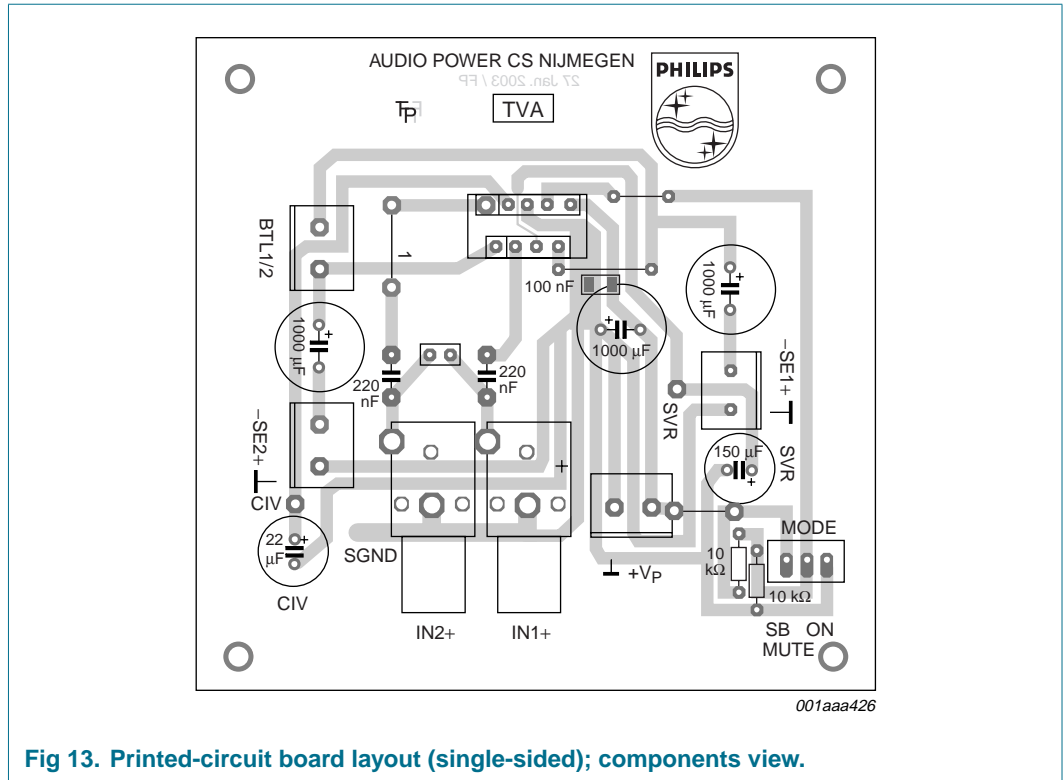 AUDIO POWER CS NIJMEGEN
27 Jan. 2003 / FP
PHILIPS
TP
TVA
BTL1/2
1
100 nF
1000 µF
1000 µF
1000 µF
220 nF
220 nF
−SE1+
SVR
−SE2+
150 µF
SVR
CIV
+
22 µF
CIV
SGND
+VP
MODE
10 kΩ
10 kΩ
IN2+
IN1+
SB ON
MUTE
001aaa426
Fig 13. Printed-circuit board layout (single-sided); components view.